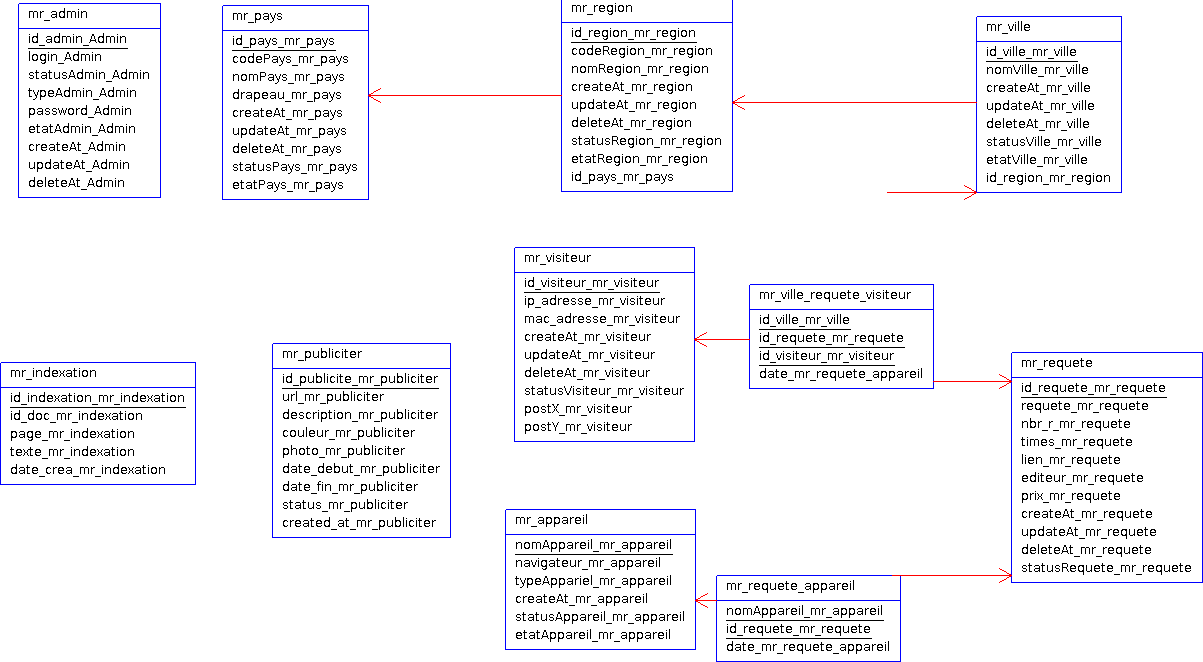 mr_admin
id_admin_Admin
login_Admin
statusAdmin_Admin
typeAdmin_Admin
password_Admin
etatAdmin_Admin
createAt_Admin
updateAt_Admin
deleteAt_Admin
mr_pays
id_pays_mr_pays
codePays_mr_pays
nomPays_mr_pays
drapeau_mr_pays
createAt_mr_pays
updateAt_mr_pays
deleteAt_mr_pays
statusPays_mr_pays
etatPays_mr_pays
mr_region
id_region_mr_region
codeRegion_mr_region
nomRegion_mr_region
createAt_mr_region
updateAt_mr_region
deleteAt_mr_region
statusRegion_mr_region
etatRegion_mr_region
id_pays_mr_pays
mr_ville
id_ville_mr_ville
nomVille_mr_ville
createAt_mr_ville
updateAt_mr_ville
deleteAt_mr_ville
statusVille_mr_ville
etatVille_mr_ville
id_region_mr_region
mr_indexation
id_indexation_mr_indexation
id_doc_mr_indexation
page_mr_indexation
texte_mr_indexation
date_crea_mr_indexation
mr_publiciter
id_publicite_mr_publiciter
url_mr_publiciter
description_mr_publiciter
couleur_mr_publiciter
photo_mr_publiciter
date_debut_mr_publiciter
date_fin_mr_publiciter
status_mr_publiciter
created_at_mr_publiciter
mr_visiteur
id_visiteur_mr_visiteur
ip_adresse_mr_visiteur
mac_adresse_mr_visiteur
createAt_mr_visiteur
updateAt_mr_visiteur
deleteAt_mr_visiteur
statusVisiteur_mr_visiteur
postX_mr_visiteur
postY_mr_visiteur
mr_ville_requete_visiteur
id_ville_mr_ville
id_requete_mr_requete
id_visiteur_mr_visiteur
date_mr_requete_appareil
mr_requete
id_requete_mr_requete
requete_mr_requete
nbr_r_mr_requete
times_mr_requete
lien_mr_requete
editeur_mr_requete
prix_mr_requete
createAt_mr_requete
updateAt_mr_requete
deleteAt_mr_requete
statusRequete_mr_requete
mr_appareil
nomAppareil_mr_appareil
navigateur_mr_appareil
typeAppariel_mr_appareil
createAt_mr_appareil
statusAppareil_mr_appareil
etatAppareil_mr_appareil
mr_requete_appareil
nomAppareil_mr_appareil
id_requete_mr_requete
date_mr_requete_appareil